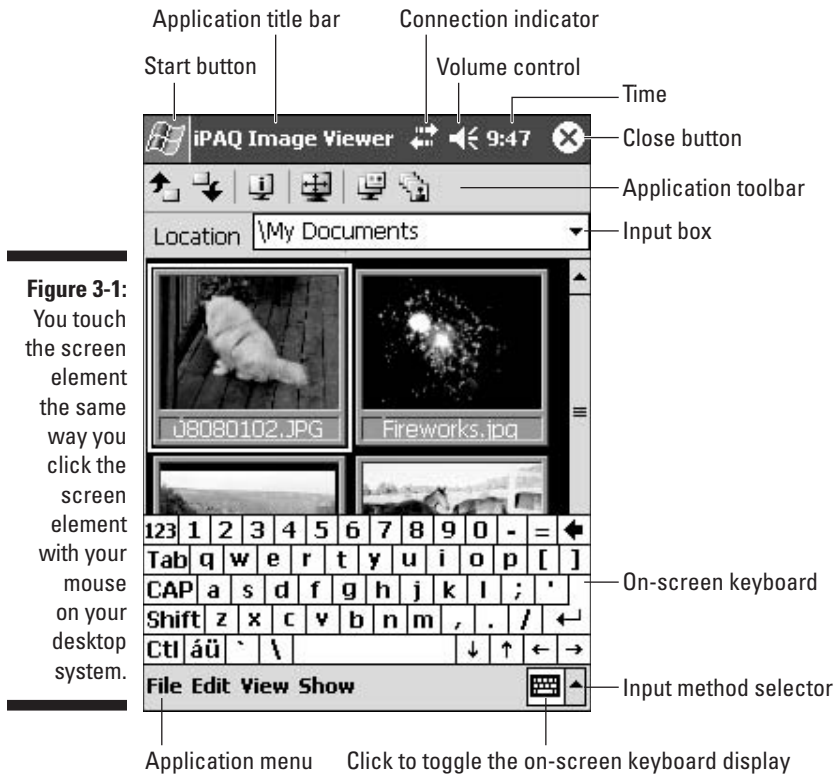 Application title bar
Connection indicator
Start button
Volume control
Time
iPAQ Image Viewer 9:47
Close button
Application toolbar
Location \My Documents
Input box
Figure 3-1:
You touch
the screen
element
the same
way you
click the
screen
element
with your
mouse
on your
desktop
system.
08080102.JPG Fireworks.jpg
123 1 2 3 4 5 6 7 8 9 0 - =
Tab q w e r t y u i o p [ ]
CAP a s d f g h j k l ; '
On-screen keyboard
Shift z x c v b n m , . /
Ctl áü ` \
File Edit View Show
Input method selector
Application menu
Click to toggle the on-screen keyboard display